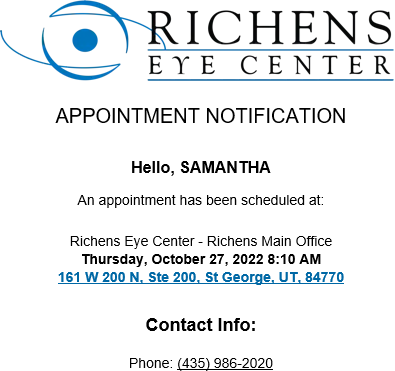 RICHENS
EYE CENTER
APPOINTMENT NOTIFICATION
Hello, SAMANTHA
An appointment has been scheduled at:
Richens Eye Center - Richens Main Office
Thursday, October 27, 2022 8:10 AM
161 W 200 N, Ste 200, St George, UT, 84770
Contact Info:
Phone: (435) 986-2020